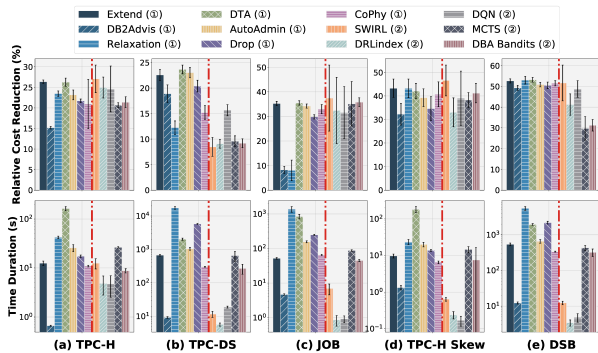 Extend (①) DTA (①) CoPhy (①) DQN (②)
DB2Advis (①) AutoAdmin (①) SWIRL (②) MCTS (②)
Relaxation (①) Drop (①) DRLindex (②) DBA Bandits (②)
Relative Cost Reduction (%)
30 25 20 15 10 5 0
25 20 15 10 5 0
50 40 30 20 10 0
50 40 30 20 10 0
60 50 40 30 20 10 0
Time Duration (s)
10² 10¹ 10⁰
10⁴ 10³ 10² 10¹
10³ 10² 10¹ 10⁰
10² 10¹ 10⁰ 10⁻¹
10³ 10² 10¹
(a) TPC-H (b) TPC-DS (c) JOB (d) TPC-H Skew (e) DSB